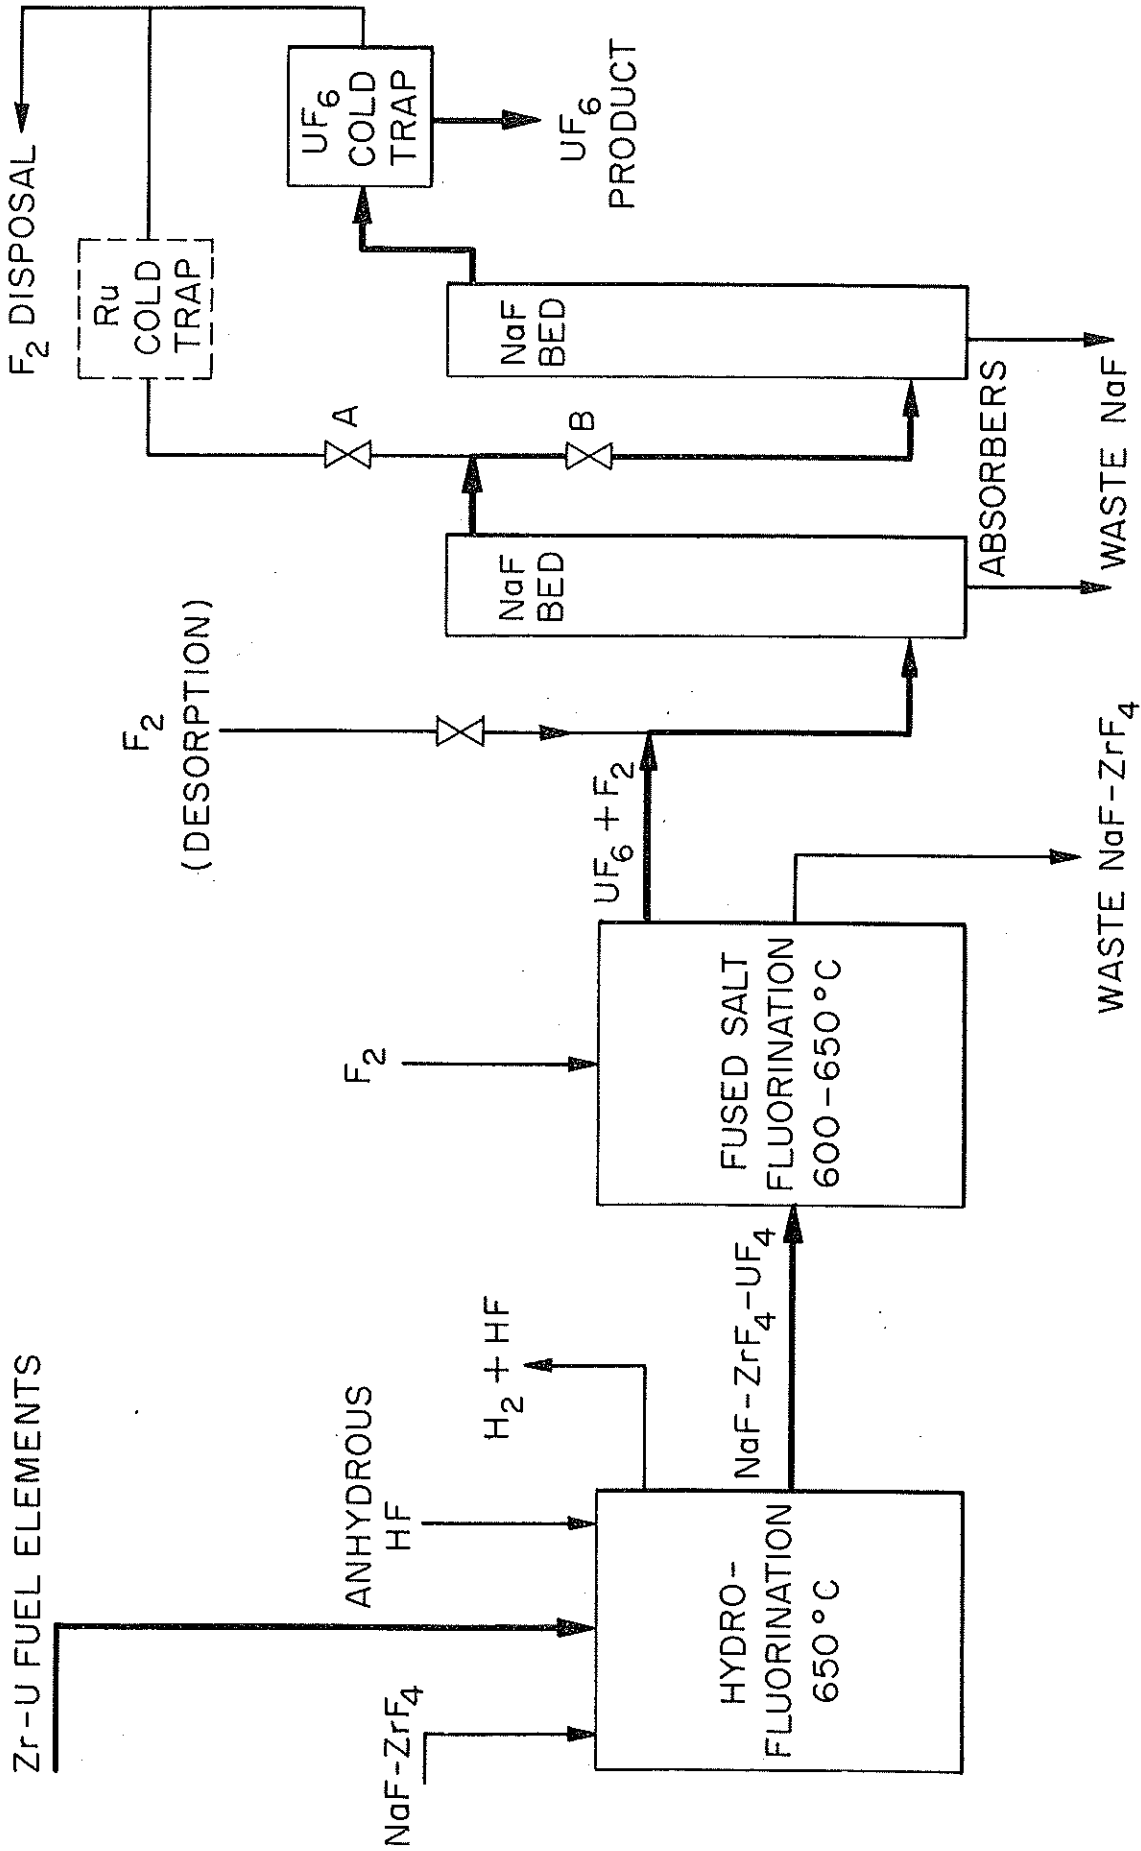 Zr-U FUEL ELEMENTS
NaF-ZrF₄
ANHYDROUS
HF
H₂ + HF
HYDRO-
FLUORINATION
650°C
NaF-ZrF₄-UF₄
F₂
FUSED SALT
FLUORINATION
600-650°C
WASTE NaF-ZrF₄
UF₆ + F₂
F₂
(DESORPTION)
NaF
BED
A
B
NaF
BED
ABSORBERS
WASTE NaF
Ru
COLD
TRAP
F₂ DISPOSAL
UF₆
COLD
TRAP
UF₆
PRODUCT